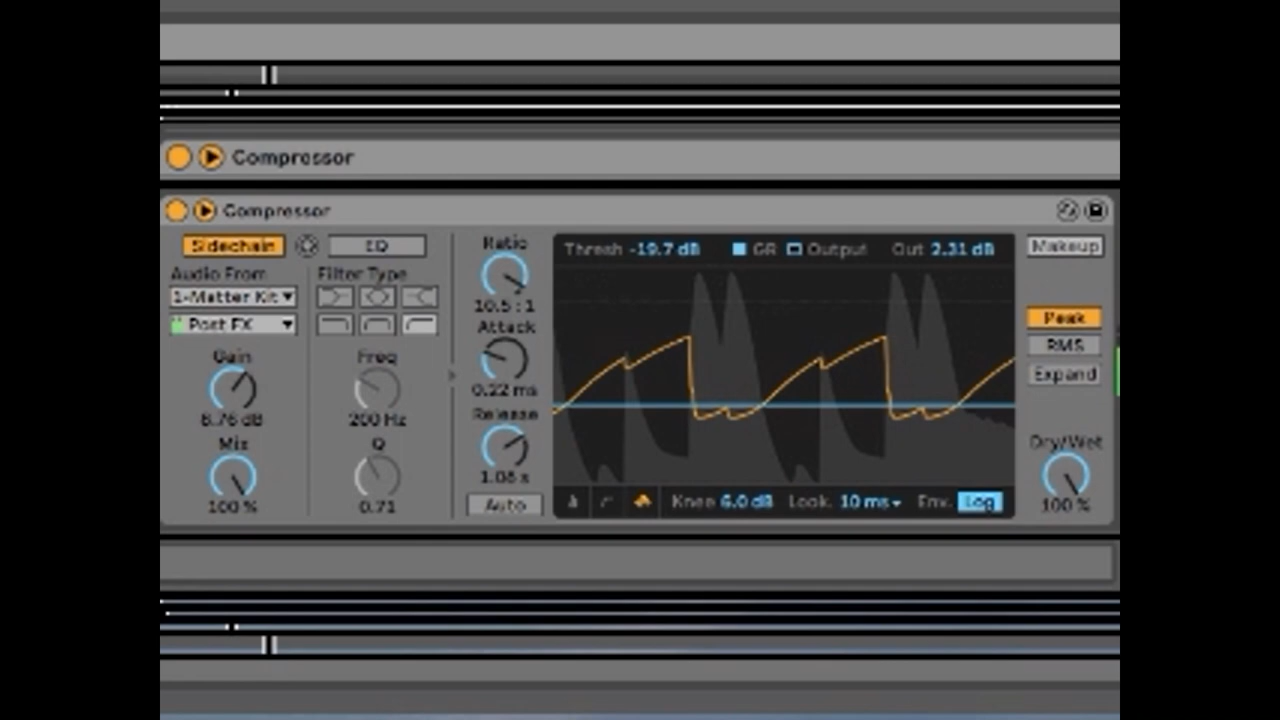 Compressor
Compressor
Sidechain EQ
Audio From Filter Type
1-Matter Kit
Post FX
Gain Freq
6.76 dB 200 Hz
Mix Q
100 % 0.71
Ratio
10.5 : 1
Attack
0.22 ms
Release
1.06 s
Auto
Thresh -19.7 dB GR Output Out 2.31 dB
Knee 6.0 dB Look. 10 ms Env. Log
Makeup
Peak
RMS
Expand
Dry/Wet
100 %